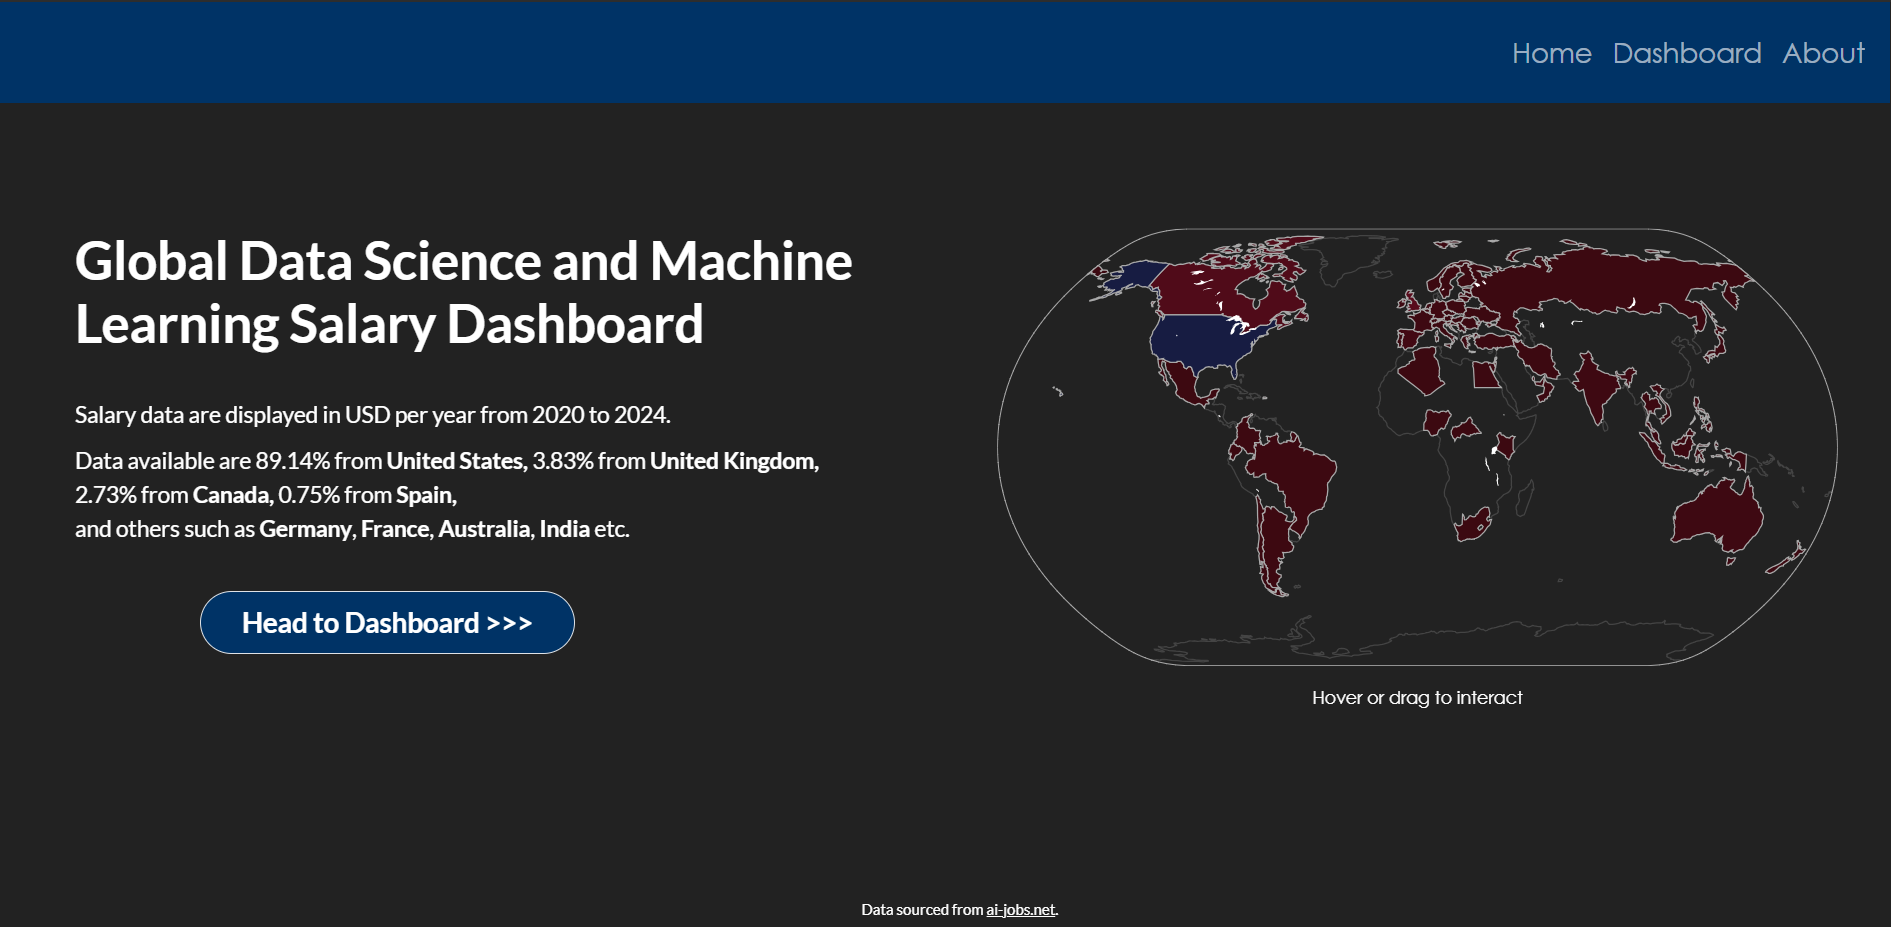 Home Dashboard About
Global Data Science and Machine
Learning Salary Dashboard
Salary data are displayed in USD per year from 2020 to 2024.
Data available are 89.14% from United States, 3.83% from United Kingdom,
2.73% from Canada, 0.75% from Spain,
and others such as Germany, France, Australia, India etc.
Head to Dashboard >>>
Hover or drag to interact
Data sourced from ai-jobs.net.